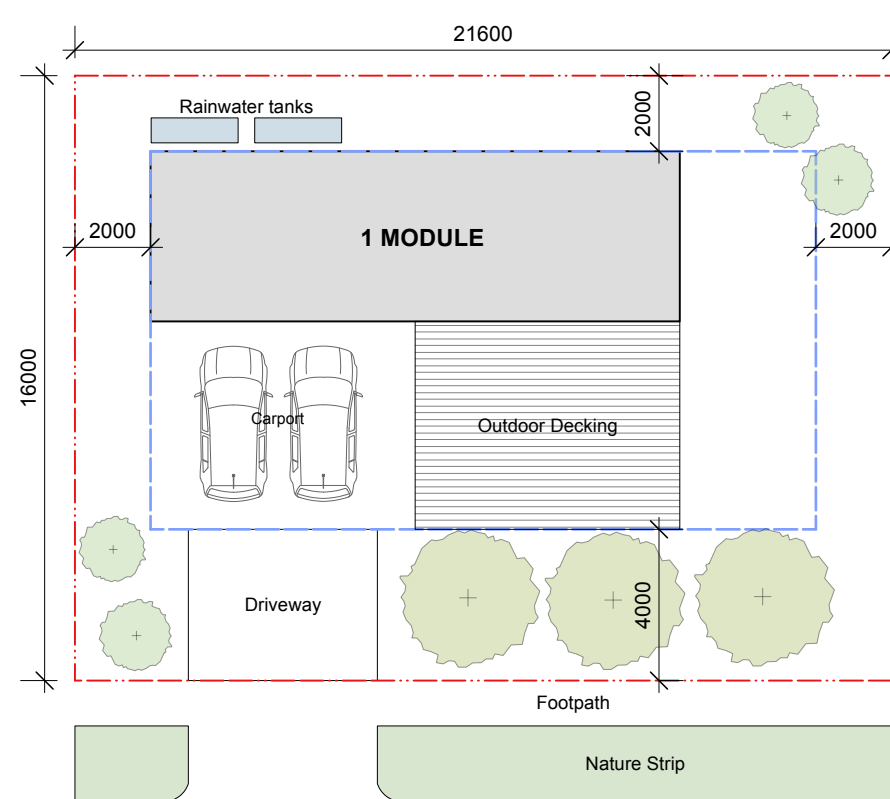 21600
Rainwater tanks
2000
1 MODULE
2000
2000
16000
Carport
Outdoor Decking
Driveway
4000
Footpath
Nature Strip